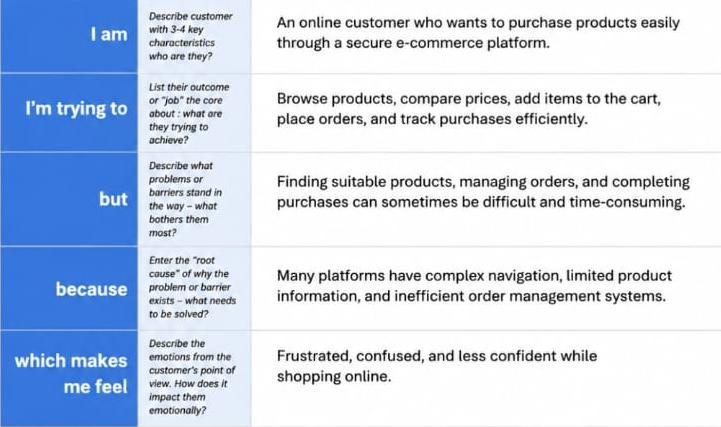 I am
Describe customer
with 3-4 key
characteristics
who are they?
An online customer who wants to purchase products easily
through a secure e-commerce platform.
I'm trying to
List their outcome
or "job" the core
about : what are
they trying to
achieve?
Browse products, compare prices, add items to the cart,
place orders, and track purchases efficiently.
but
Describe what
problems or
barriers stand in
the way – what
bothers them
most?
Finding suitable products, managing orders, and completing
purchases can sometimes be difficult and time-consuming.
because
Enter the "root
cause" of why the
problem or barrier
exists – what needs
to be solved?
Many platforms have complex navigation, limited product
information, and inefficient order management systems.
which makes
me feel
Describe the
emotions from the
customer's point of
view. How does it
impact them
emotionally?
Frustrated, confused, and less confident while
shopping online.